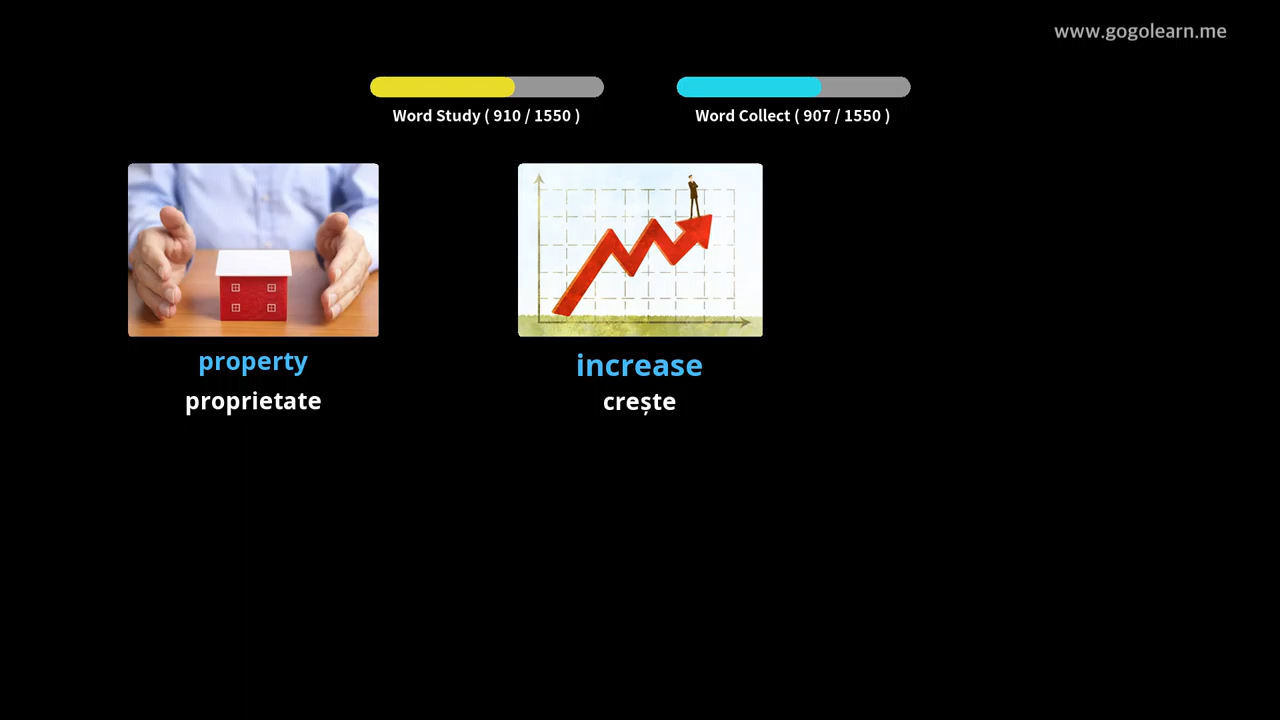 www.gogolearn.me
Word Study ( 910 / 1550 )
Word Collect ( 907 / 1550 )
property
proprietate
increase
crește